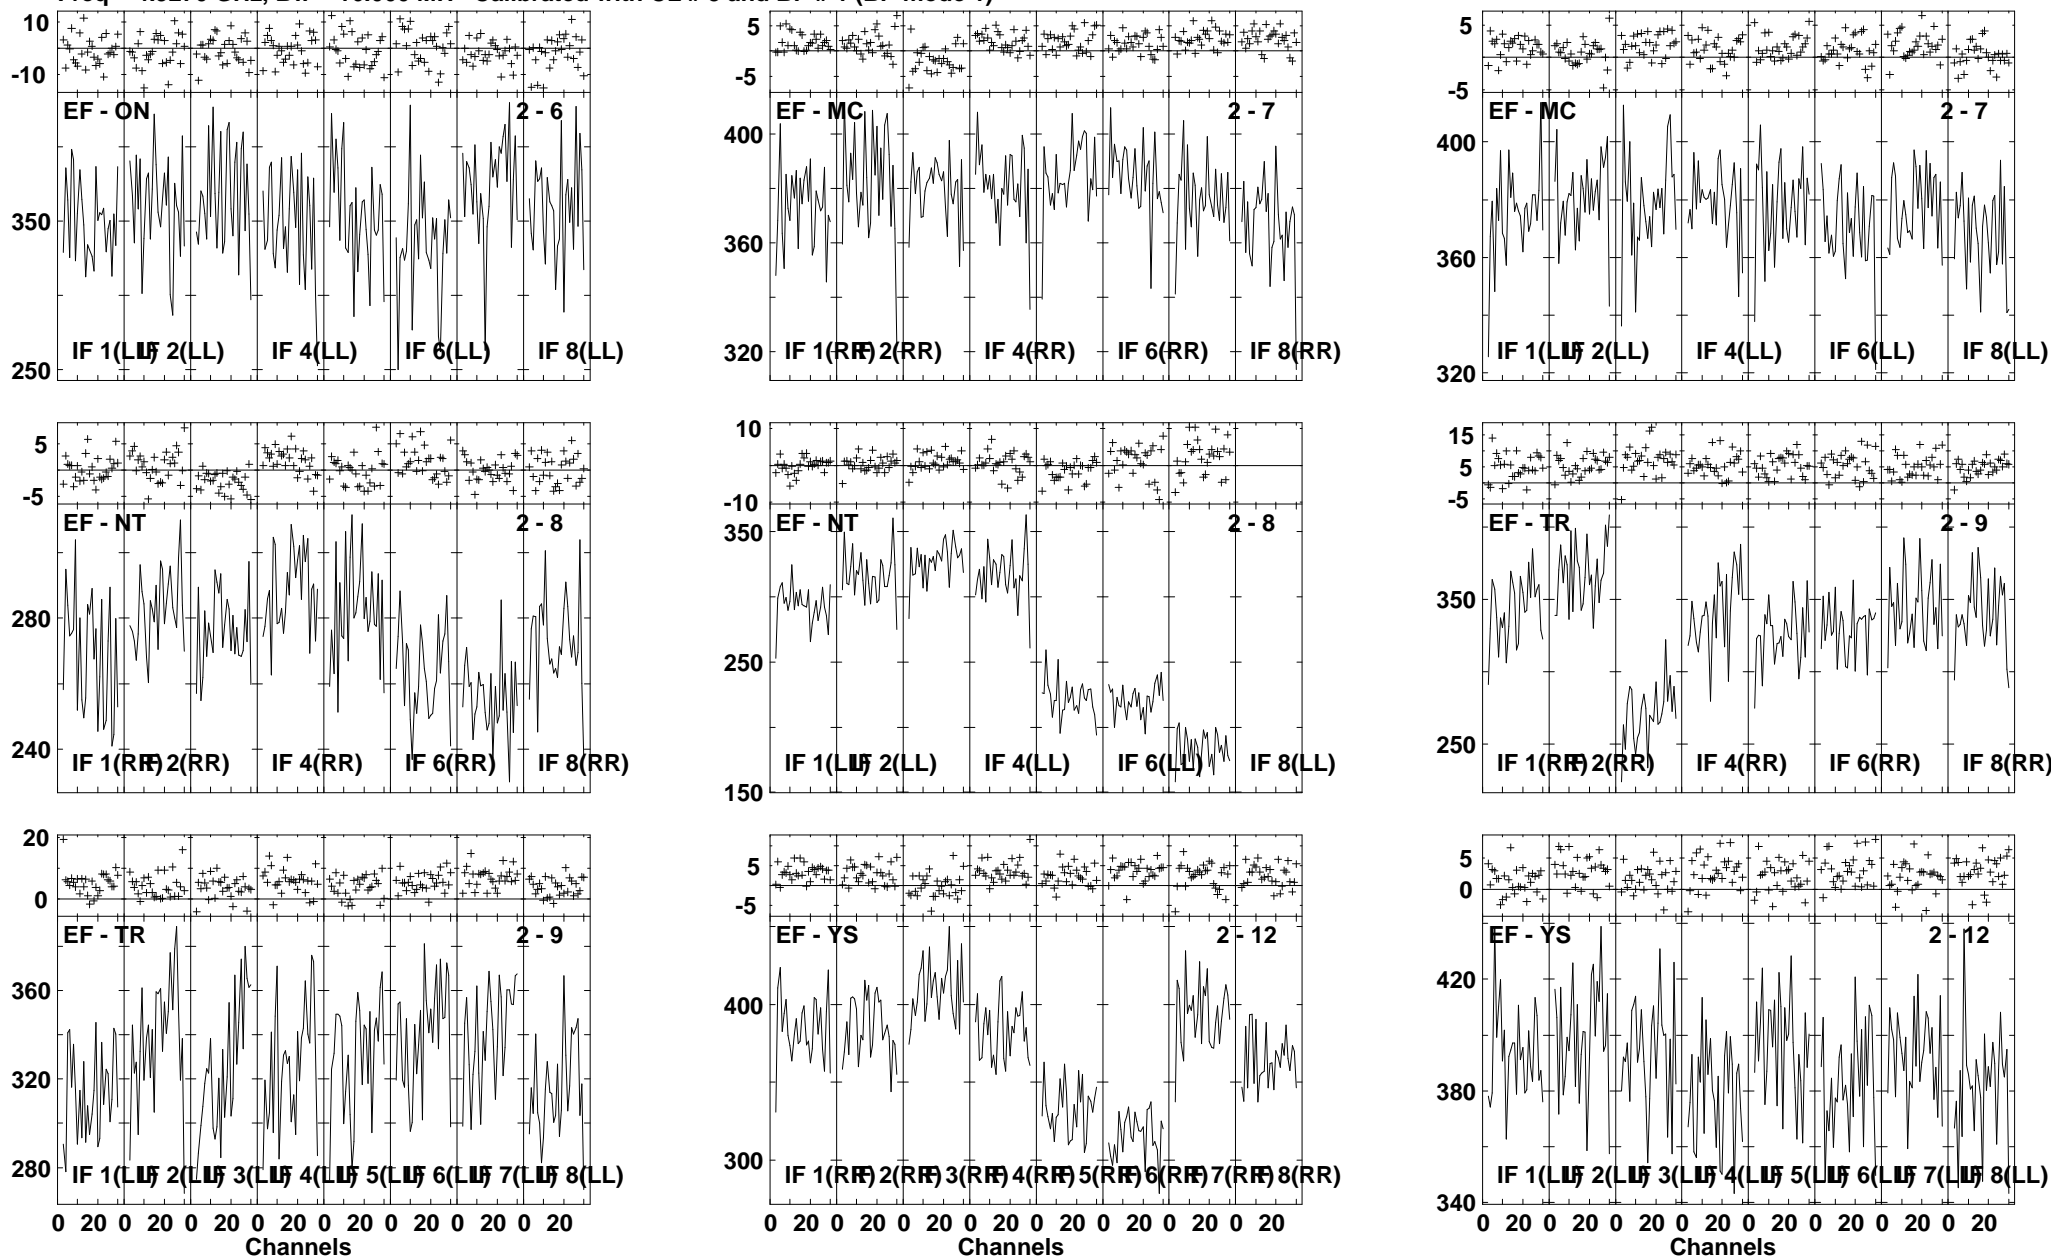 10
-10
EF - ON 2 - 6
350
250
IF 1(LL) IF 2(LL) IF 4(LL) IF 6(LL) IF 8(LL)
5
-5
EF - MC 2 - 7
400
360
320
IF 1(RR) IF 2(RR) IF 4(RR) IF 6(RR) IF 8(RR)
5
-5
EF - MC 2 - 7
400
360
320
IF 1(LL) IF 2(LL) IF 4(LL) IF 6(LL) IF 8(LL)
5
-5
EF - NT 2 - 8
280
240
IF 1(RR) IF 2(RR) IF 4(RR) IF 6(RR) IF 8(RR)
10
-10
EF - NT 2 - 8
350
250
150
IF 1(LL) IF 2(LL) IF 4(LL) IF 6(LL) IF 8(LL)
15
5
-5
EF - TR 2 - 9
350
250
IF 1(RR) IF 2(RR) IF 4(RR) IF 6(RR) IF 8(RR)
20
0
EF - TR 2 - 9
360
320
280
IF 1(LL) IF 2(LL) IF 3(LL) IF 4(LL) IF 5(LL) IF 6(LL) IF 7(LL) IF 8(LL)
0 20 0 20 0 20 0 20 0 20 0 20 0 20 0 20
Channels
5
-5
EF - YS 2 - 12
400
300
IF 1(RR) IF 2(RR) IF 3(RR) IF 4(RR) IF 5(RR) IF 6(RR) IF 7(RR) IF 8(RR)
0 20 0 20 0 20 0 20 0 20 0 20 0 20 0 20
Channels
5
0
EF - YS 2 - 12
420
380
340
IF 1(LL) IF 2(LL) IF 3(LL) IF 4(LL) IF 5(LL) IF 6(LL) IF 7(LL) IF 8(LL)
0 20 0 20 0 20 0 20 0 20 0 20 0 20 0 20
Channels